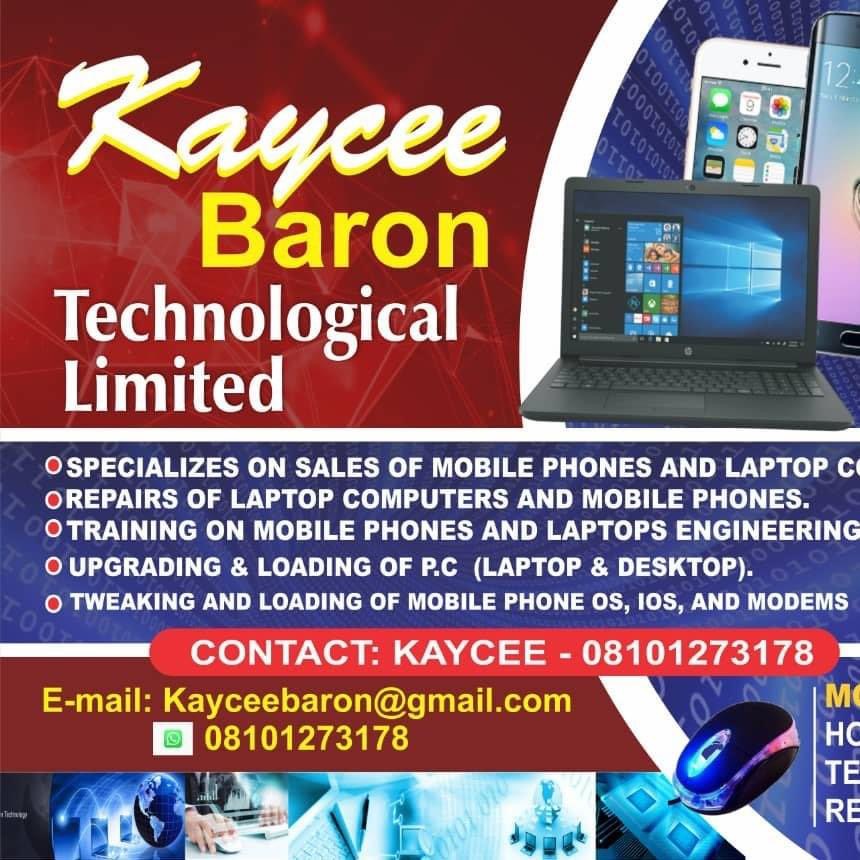 Kaycee
Baron
Technological
Limited
SPECIALIZES ON SALES OF MOBILE PHONES AND LAPTOP
REPAIRS OF LAPTOP COMPUTERS AND MOBILE PHONES.
TRAINING ON MOBILE PHONES AND LAPTOPS ENGINEERING
UPGRADING & LOADING OF P.C (LAPTOP & DESKTOP).
TWEAKING AND LOADING OF MOBILE PHONE OS, IOS, AND MODEMS
CONTACT: KAYCEE - 08101273178
E-mail: Kayceebaron@gmail.com
08101273178